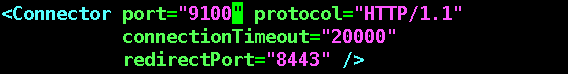 <Connector port="9100" protocol="HTTP/1.1"
connectionTimeout="20000"
redirectPort="8443" />